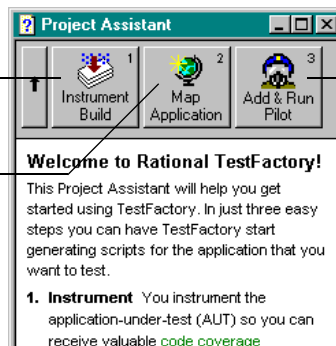 Project Assistant
1
2
3
Instrument
Build
Map
Application
Add & Run
Pilot
Welcome to Rational TestFactory!
This Project Assistant will help you get
started using TestFactory. In just three easy
steps you can have TestFactory start
generating scripts for the application that you
want to test.
1. Instrument You instrument the
application-under-test (AUT) so you can
receive valuable code coverage